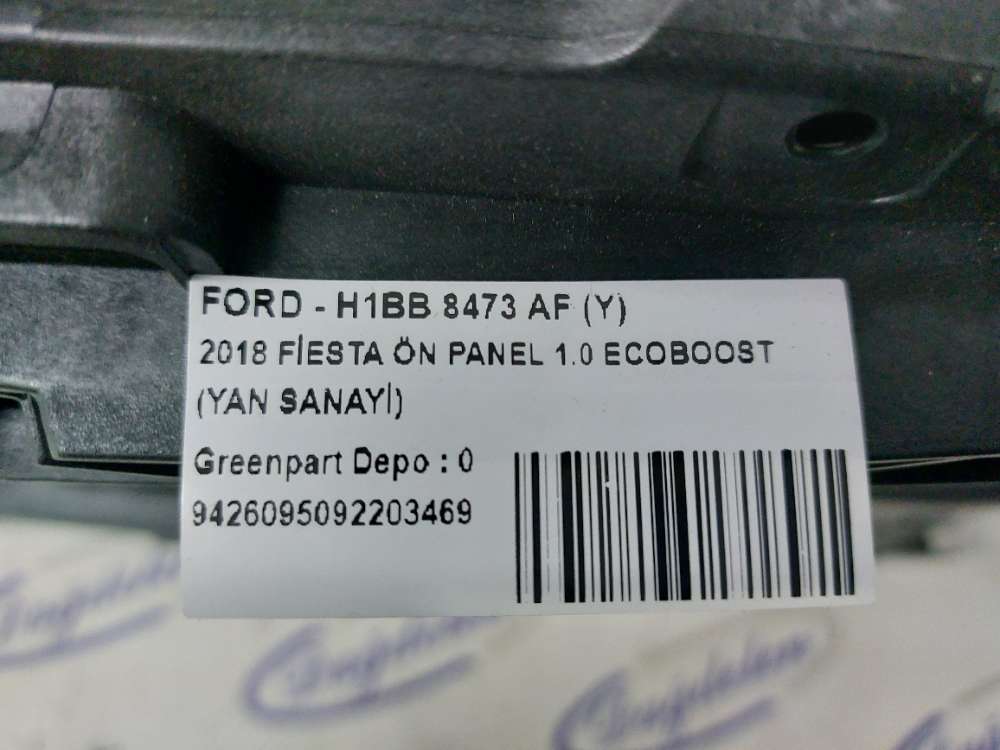 FORD - H1BB 8473 AF (Y)
2018 FİESTA ÖN PANEL 1.0 ECOBOOST
(YAN SANAYİ)
Greenpart Depo : 0
9426095092203469